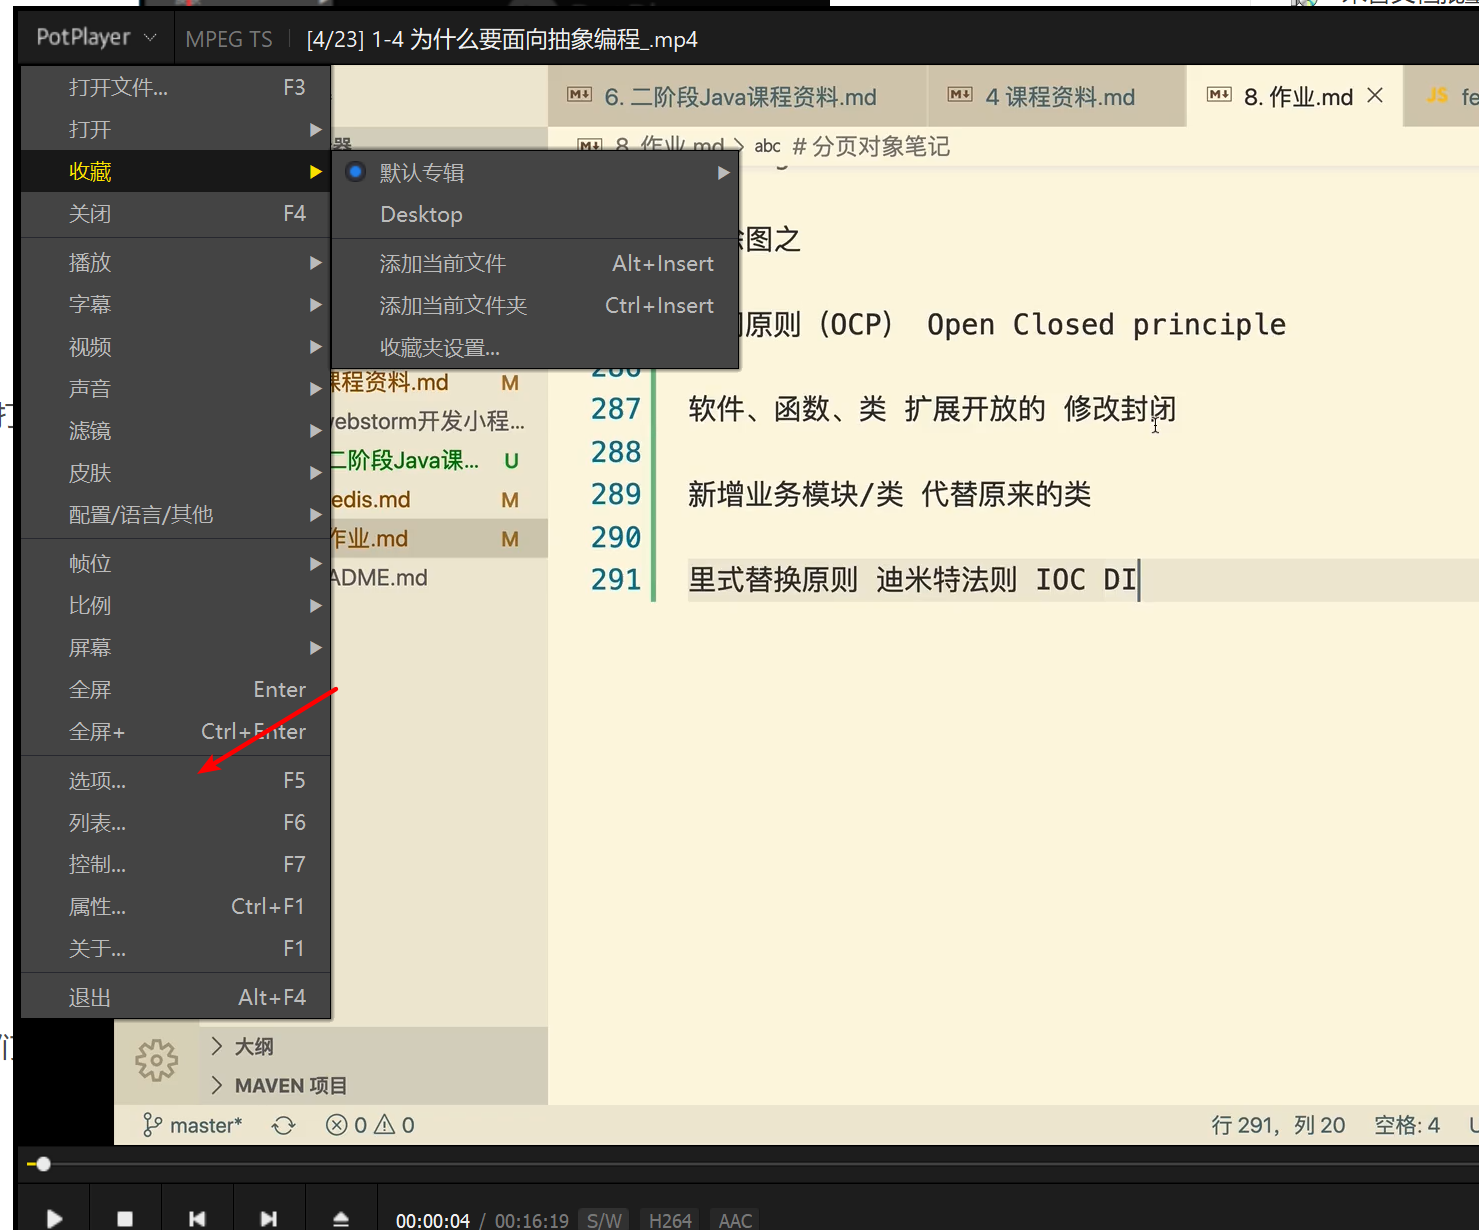 PotPlayer
MPEG TS
[4/23] 1-4 为什么要面向抽象编程_.mp4
打开文件... F3
打开
收藏
关闭 F4
播放
字幕
视频
声音
滤镜
皮肤
配置/语言/其他
帧位
比例
屏幕
全屏 Enter
全屏+ Ctrl+Enter
选项... F5
列表... F6
控制... F7
属性... Ctrl+F1
关于... F1
退出 Alt+F4
默认专辑
Desktop
添加当前文件 Alt+Insert
添加当前文件夹 Ctrl+Insert
收藏夹设置...
6. 二阶段Java课程资料.md
4 课程资料.md
8. 作业.md
JS fe
8. 作业.md > abc # 分页对象笔记
课程资料.md M
webstorm开发小程...
二阶段Java课... U
edis.md M
作业.md M
ADME.md
图之
原则（OCP） Open Closed principle
286
287 软件、函数、类 扩展开放的 修改封闭
288
289 新增业务模块/类 代替原来的类
290
291 里式替换原则 迪米特法则 IOC DI
大纲
MAVEN 项目
master* 0 0
行 291，列 20 空格: 4
00:00:04 / 00:16:19 S/W H264 AAC